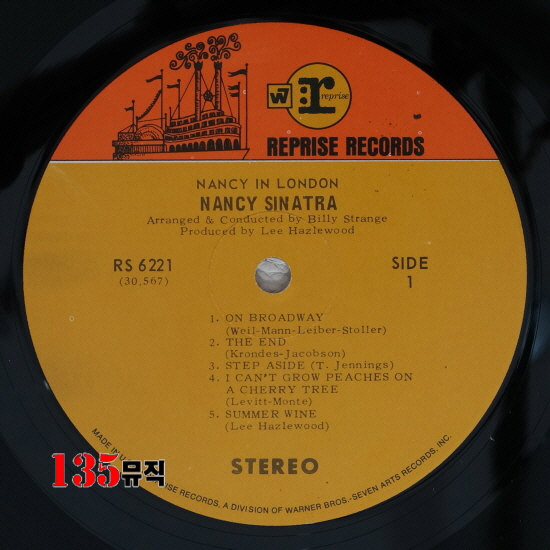 W7
r
reprise
REPRISE RECORDS
NANCY IN LONDON
NANCY SINATRA
Arranged & Conducted by Billy Strange
Produced by Lee Hazlewood
RS 6221
(30,567)
SIDE
1
1. ON BROADWAY
(Weil-Mann-Leiber-Stoller)
2. THE END
(Krondes-Jacobson)
3. STEP ASIDE (T. Jennings)
4. I CAN'T GROW PEACHES ON
A CHERRY TREE
(Levitt-Monte)
5. SUMMER WINE
(Lee Hazlewood)
STEREO
MADE IN REPRISE RECORDS, A DIVISION OF WARNER BROS.-SEVEN ARTS RECORDS, INC.
135뮤직